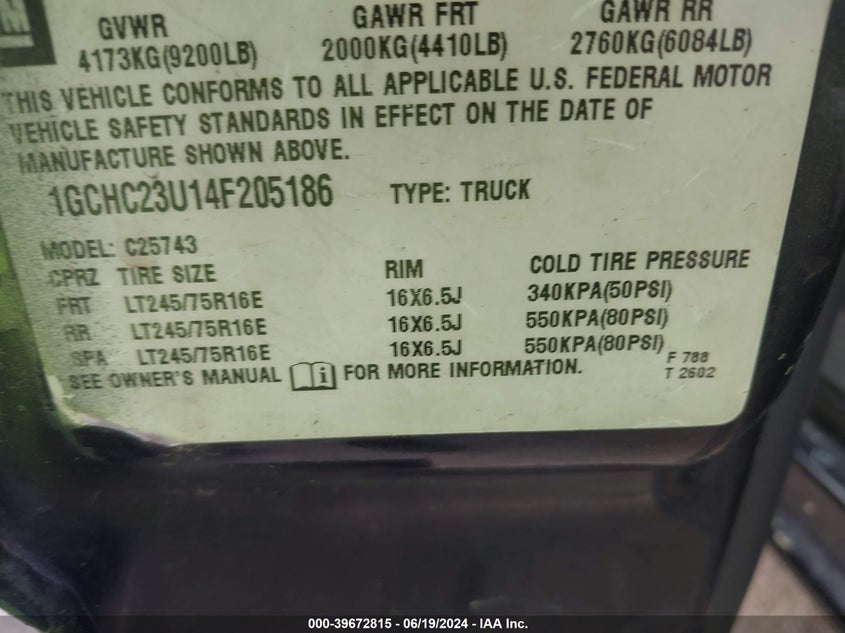 M
GVWR GAWR FRT GAWR RR
4173KG(9200LB) 2000KG(4410LB) 2760KG(6084LB)
THIS VEHICLE CONFORMS TO ALL APPLICABLE U.S. FEDERAL MOTOR
VEHICLE SAFETY STANDARDS IN EFFECT ON THE DATE OF
MANUFACTURE SHOWN ABOVE.
1GCHC23U14F205186 TYPE: TRUCK
MODEL: C25743
CPRZ TIRE SIZE RIM COLD TIRE PRESSURE
FRT LT245/75R16E 16X6.5J 340KPA(50PSI)
RR LT245/75R16E 16X6.5J 550KPA(80PSI)
SPA LT245/75R16E 16X6.5J 550KPA(80PSI)
SEE OWNER'S MANUAL i FOR MORE INFORMATION.
F 788
T 2602
000-39672815 - 06/19/2024 - IAA Inc.